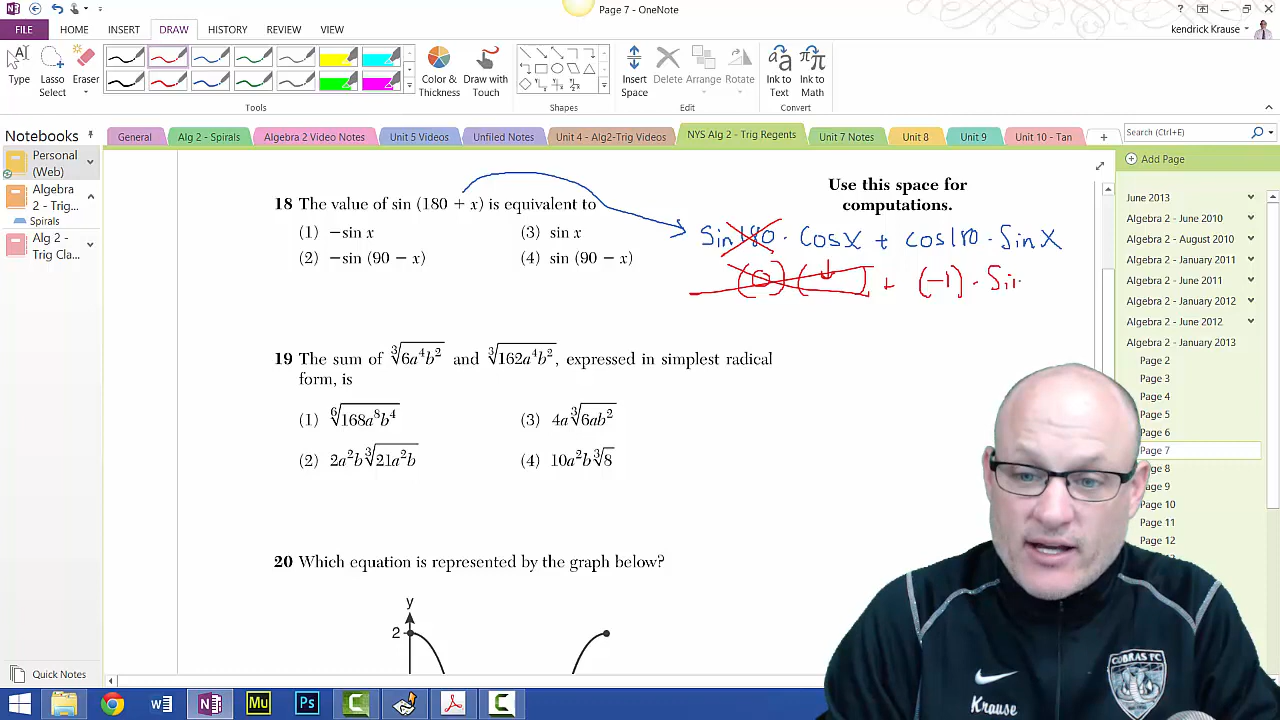 Page 7 - OneNote
FILE HOME INSERT DRAW HISTORY REVIEW VIEW
kendrick Krause
Type
Lasso Select
Eraser
Color & Thickness
Draw with Touch
Insert Space
Delete
Arrange
Rotate
Ink to Text
Ink to Math
Tools Shapes Edit Convert
Notebooks
General Alg 2 - Spirals Algebra 2 Video Notes Unit 5 Videos Unfiled Notes Unit 4 - Alg2-Trig Videos NYS Alg 2 - Trig Regents Unit 7 Notes Unit 8 Unit 9 Unit 10 - Tan
Search (Ctrl+E)
Personal (Web)
Algebra 2 - Trig...
Spirals
Alg 2 - Trig Cla...
Quick Notes
Use this space for
computations.
18 The value of sin (180 + x) is equivalent to
(1) −sin x (3) sin x
(2) −sin (90 − x) (4) sin (90 − x)
Sin180 · Cosx + cos180 · Sinx
(0)( ) + (-1) · Sin
19 The sum of ∛6a⁴b² and ∛162a⁴b², expressed in simplest radical
form, is
(1) ⁶√168a⁸b⁴ (3) 4a∛6ab²
(2) 2a²b∛21a²b (4) 10a²b∛8
20 Which equation is represented by the graph below?
y
2
Add Page
June 2013
Algebra 2 - June 2010
Algebra 2 - August 2010
Algebra 2 - January 2011
Algebra 2 - June 2011
Algebra 2 - January 2012
Algebra 2 - June 2012
Algebra 2 - January 2013
Page 2
Page 3
Page 4
Page 5
Page 6
Page 7
Page 8
Page 9
Page 10
Page 11
Page 12
COBRAS FC
Krause
Mu
Ps